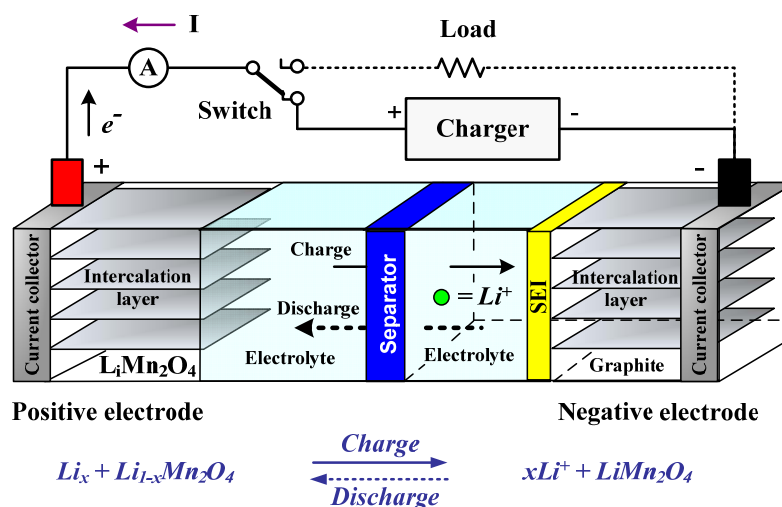 I
Load
A
Switch
e-
+
-
Charger
+
-
Charge
Li+
= Li+
Discharge
Current collector
Intercalation
layer
LiMn2O4
Electrolyte
Separator
Electrolyte
SEI
Intercalation
layer
Graphite
Current collector
Positive electrode
Negative electrode
Lix + Li1-xMn2O4
Charge
Discharge
xLi+ + LiMn2O4